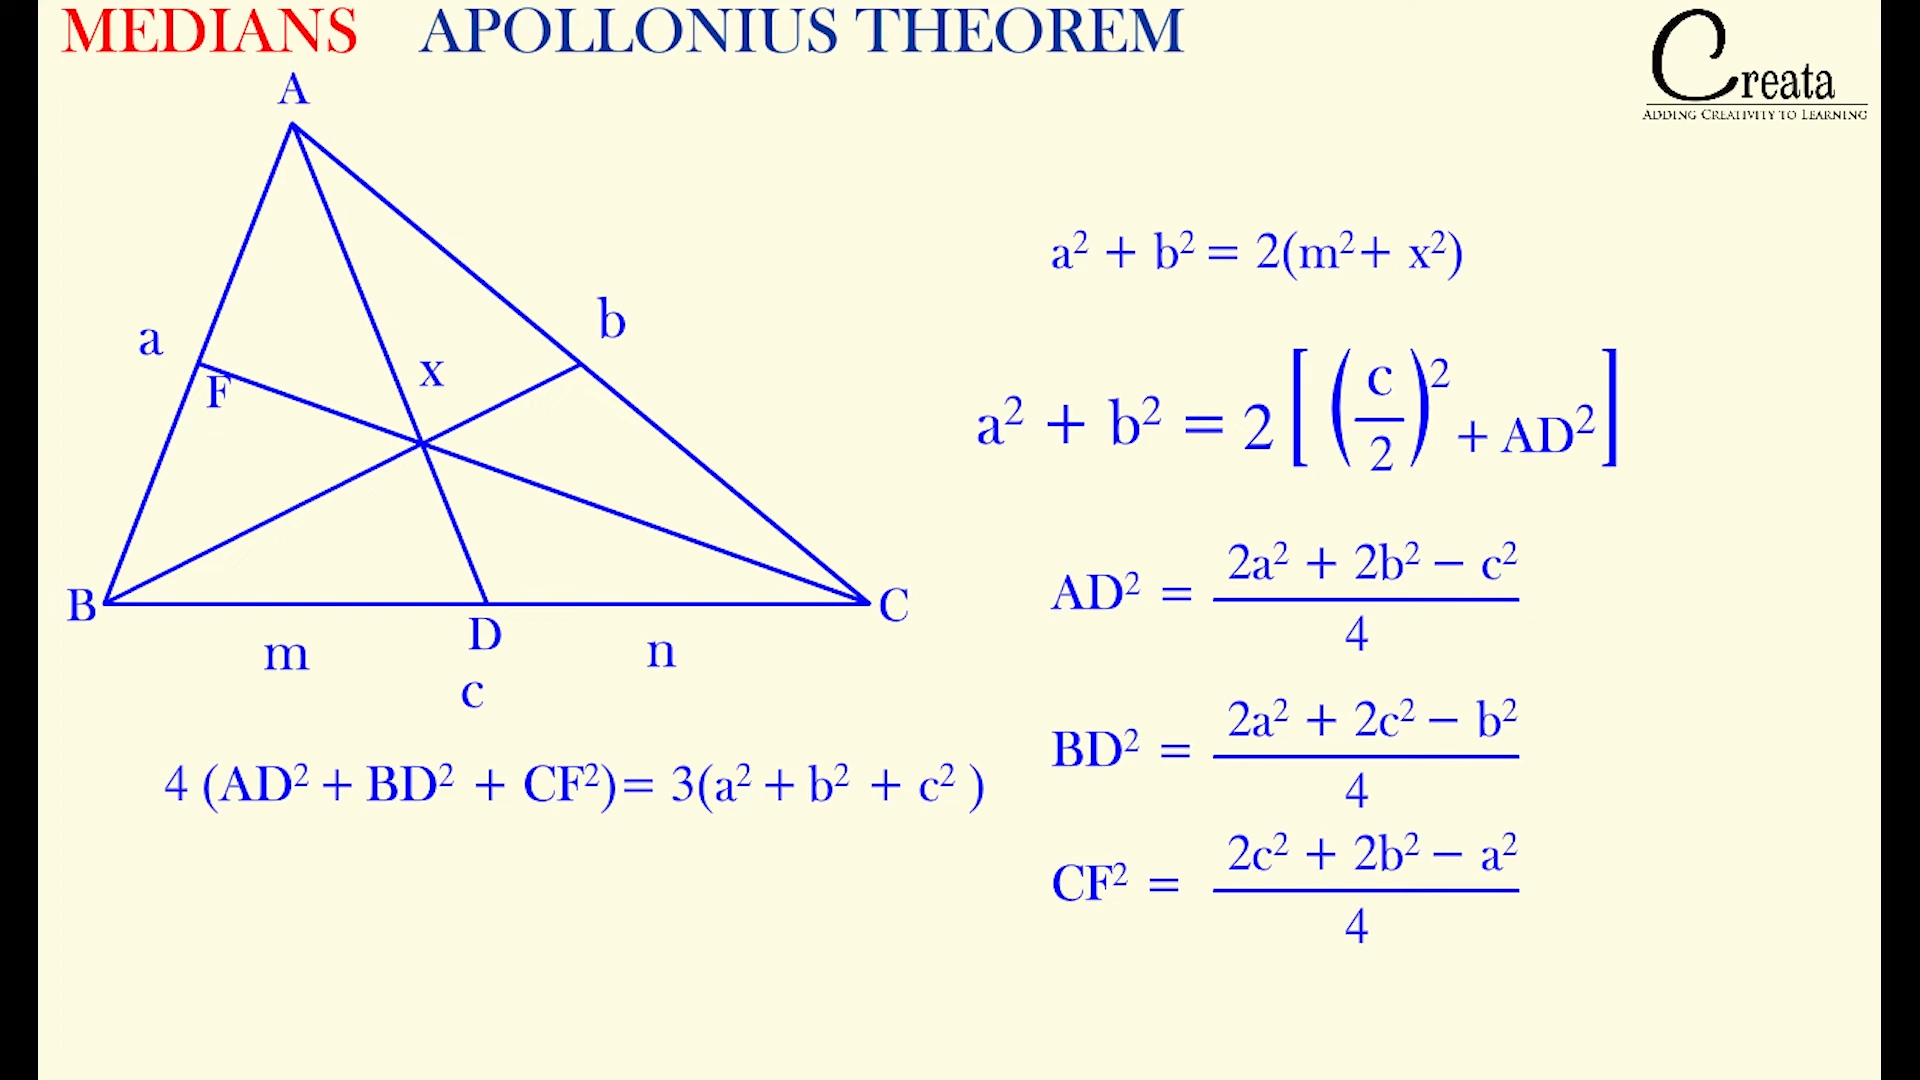 MEDIANS APOLLONIUS THEOREM
Creata
ADDING CREATIVITY TO LEARNING
A
a
b
x
F
B
C
D
m
n
c
4 (AD² + BD² + CF²)= 3(a² + b² + c² )
a² + b² = 2(m²+ x²)
a² + b² = 2 [ (c/2)² + AD² ]
AD² = (2a² + 2b² − c²)/4
BD² = (2a² + 2c² − b²)/4
CF² = (2c² + 2b² − a²)/4